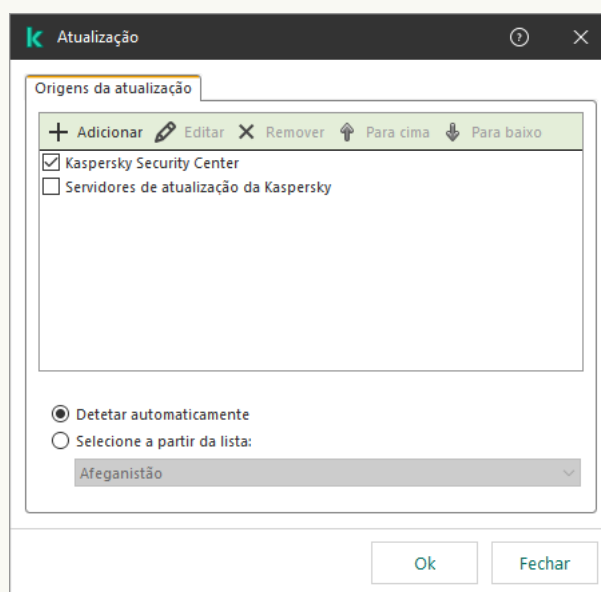 Atualização
Origens da atualização
Adicionar Editar Remover Para cima Para baixo
Kaspersky Security Center
Servidores de atualização da Kaspersky
Detetar automaticamente
Selecione a partir da lista:
Afeganistão
Ok Fechar